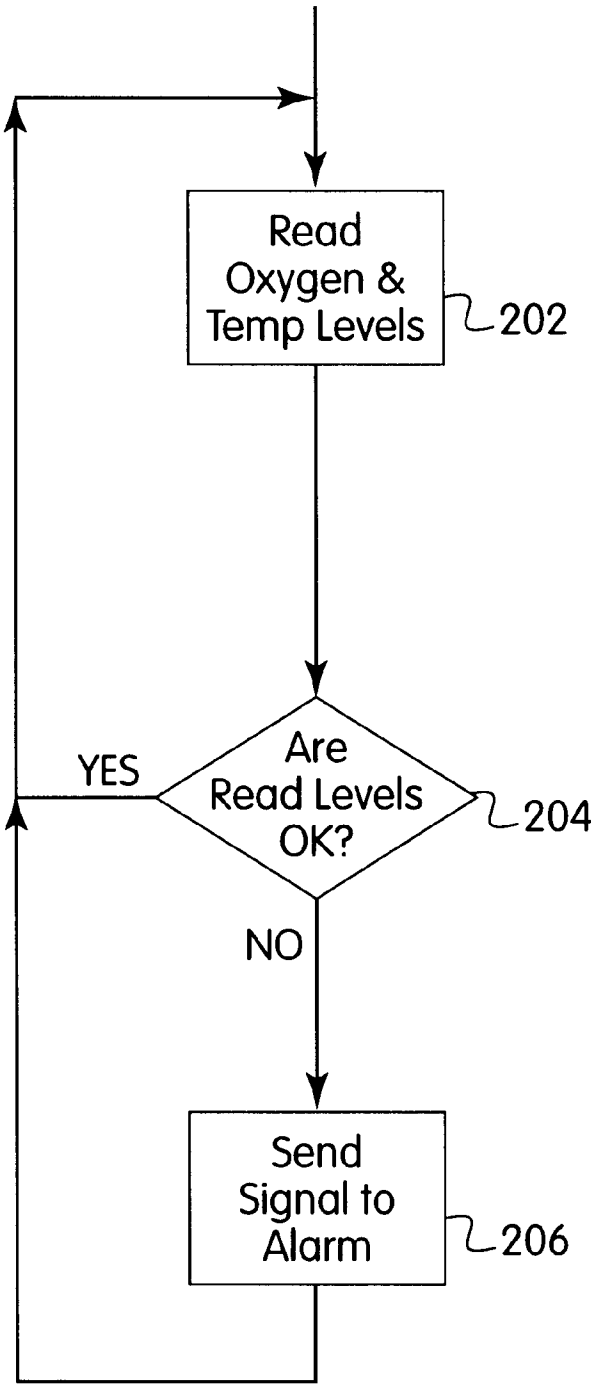 Read
Oxygen &
Temp Levels
202
Are
Read Levels
OK?
YES
204
NO
Send
Signal to
Alarm
206